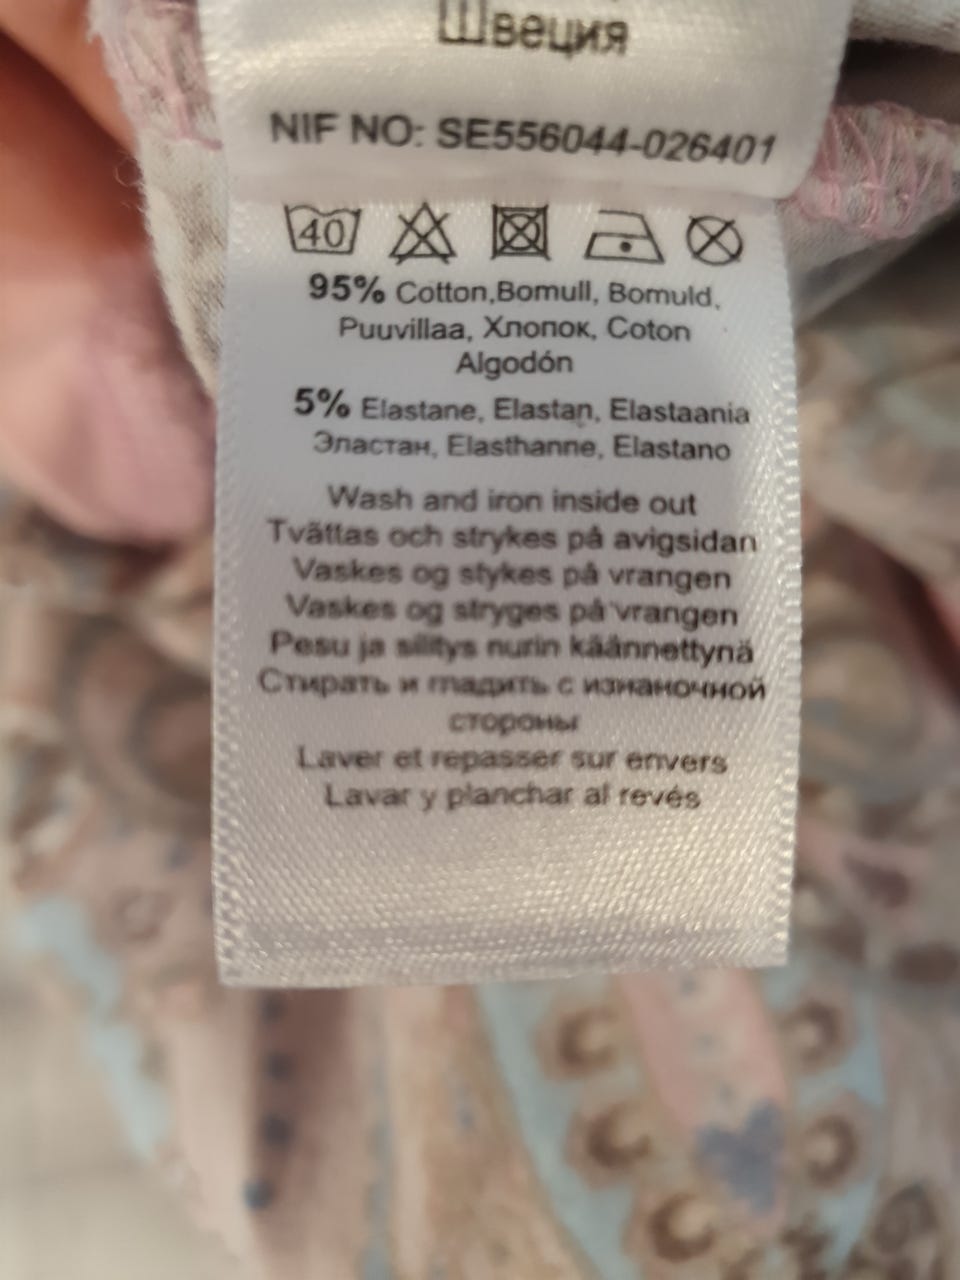 Швеция
NIF NO: SE556044-026401
40
95% Cotton,Bomull, Bomuld,
Puuvillaa, Хлопок, Coton
Algodón
5% Elastane, Elastan, Elastaania
Эластан, Elasthanne, Elastano
Wash and iron inside out
Tvättas och strykes på avigsidan
Vaskes og stykes på vrangen
Vaskes og stryges på vrangen
Pesu ja silitys nurin käännettynä
Стирать и гладить с изнаночной
стороны
Laver et repasser sur envers
Lavar y planchar al revés